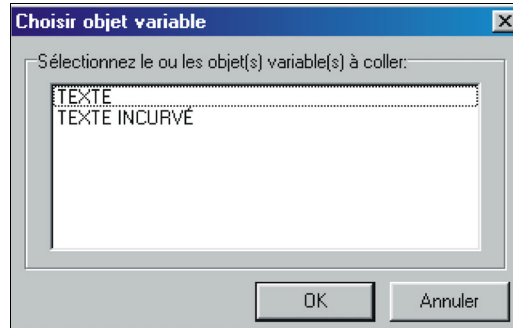 Choisir objet variable
Sélectionnez le ou les objet(s) variable(s) à coller:
TEXTE
TEXTE INCURVÉ
OK
Annuler